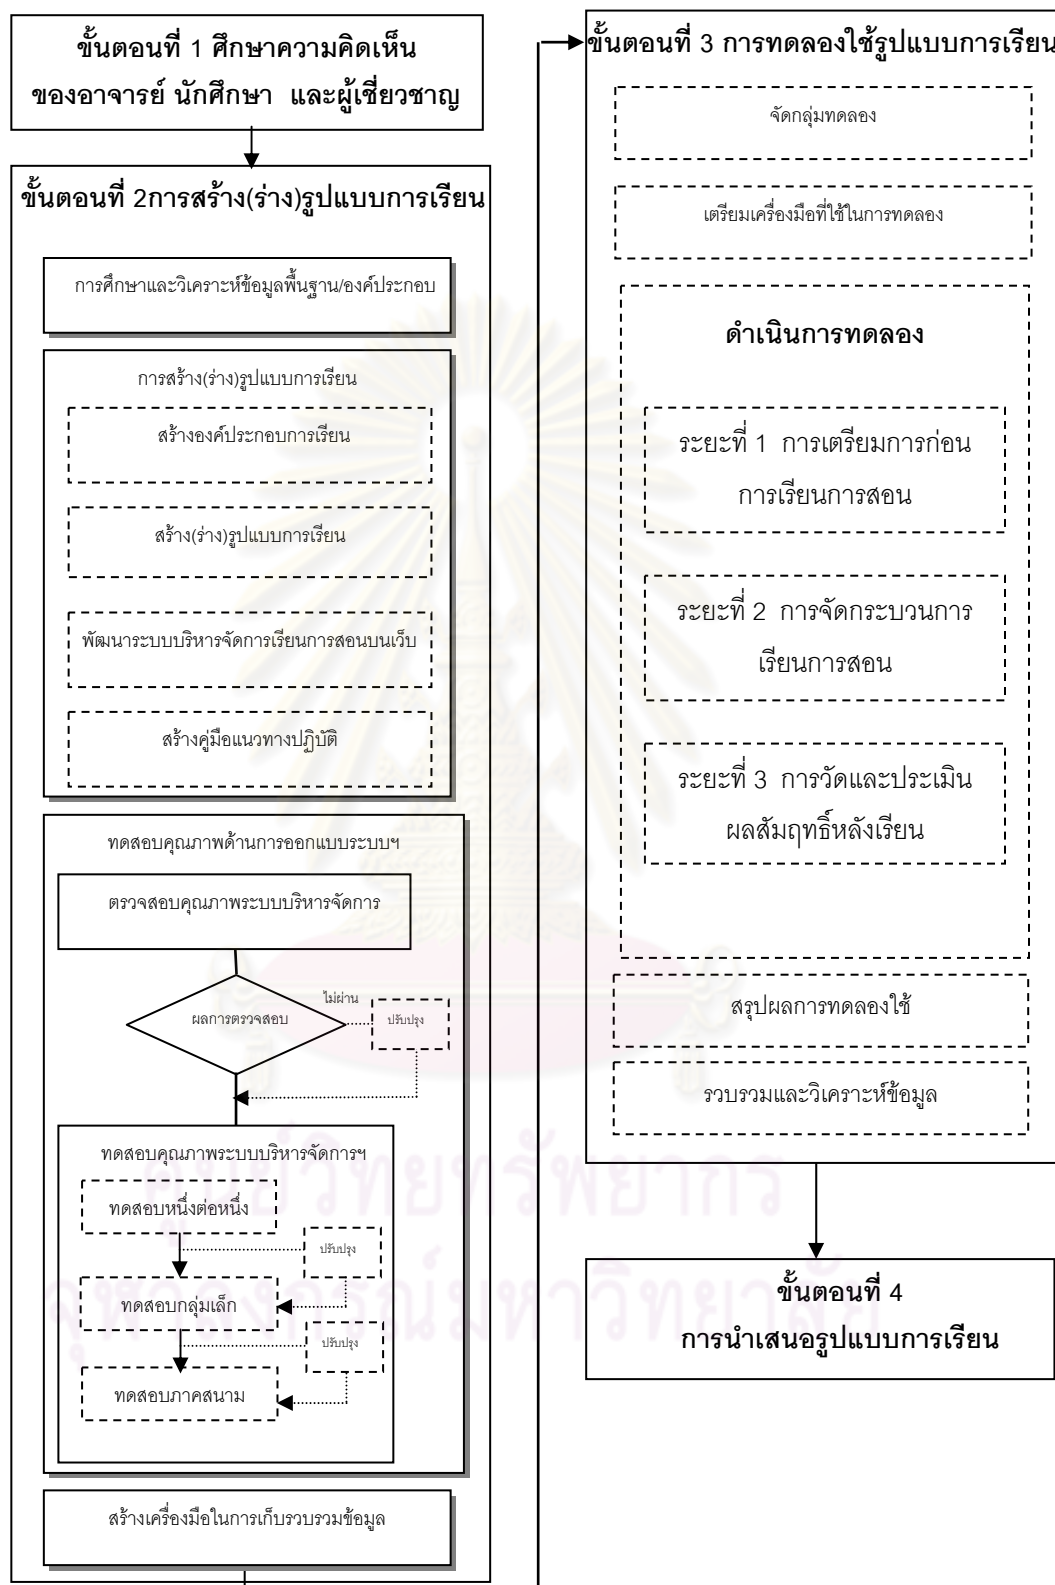 ขั้นตอนที่ 1 ศึกษาความคิดเห็น
ของอาจารย์ นักศึกษา และผู้เชี่ยวชาญ
ขั้นตอนที่ 2การสร้าง(ร่าง)รูปแบบการเรียน
การศึกษาและวิเคราะห์ข้อมูลพื้นฐาน/องค์ประกอบ
การสร้าง(ร่าง)รูปแบบการเรียน
สร้างองค์ประกอบการเรียน
สร้าง(ร่าง)รูปแบบการเรียน
พัฒนาระบบบริหารจัดการเรียนการสอนบนเว็บ
สร้างคู่มือแนวทางปฏิบัติ
ทดสอบคุณภาพด้านการออกแบบระบบฯ
ตรวจสอบคุณภาพระบบบริหารจัดการ
ผลการตรวจสอบ
ไม่ผ่าน
ปรับปรุง
ทดสอบคุณภาพระบบบริหารจัดการฯ
ทดสอบหนึ่งต่อหนึ่ง
ปรับปรุง
ทดสอบกลุ่มเล็ก
ปรับปรุง
ทดสอบภาคสนาม
สร้างเครื่องมือในการเก็บรวบรวมข้อมูล
ขั้นตอนที่ 3 การทดลองใช้รูปแบบการเรียน
จัดกลุ่มทดลอง
เตรียมเครื่องมือที่ใช้ในการทดลอง
ดำเนินการทดลอง
ระยะที่ 1 การเตรียมการก่อน
การเรียนการสอน
ระยะที่ 2 การจัดกระบวนการ
เรียนการสอน
ระยะที่ 3 การวัดและประเมิน
ผลสัมฤทธิ์หลังเรียน
สรุปผลการทดลองใช้
รวบรวมและวิเคราะห์ข้อมูล
ขั้นตอนที่ 4
การนำเสนอรูปแบบการเรียน
ศูนย์วิทยทรัพยากร
จุฬาลงกรณ์มหาวิทยาลัย